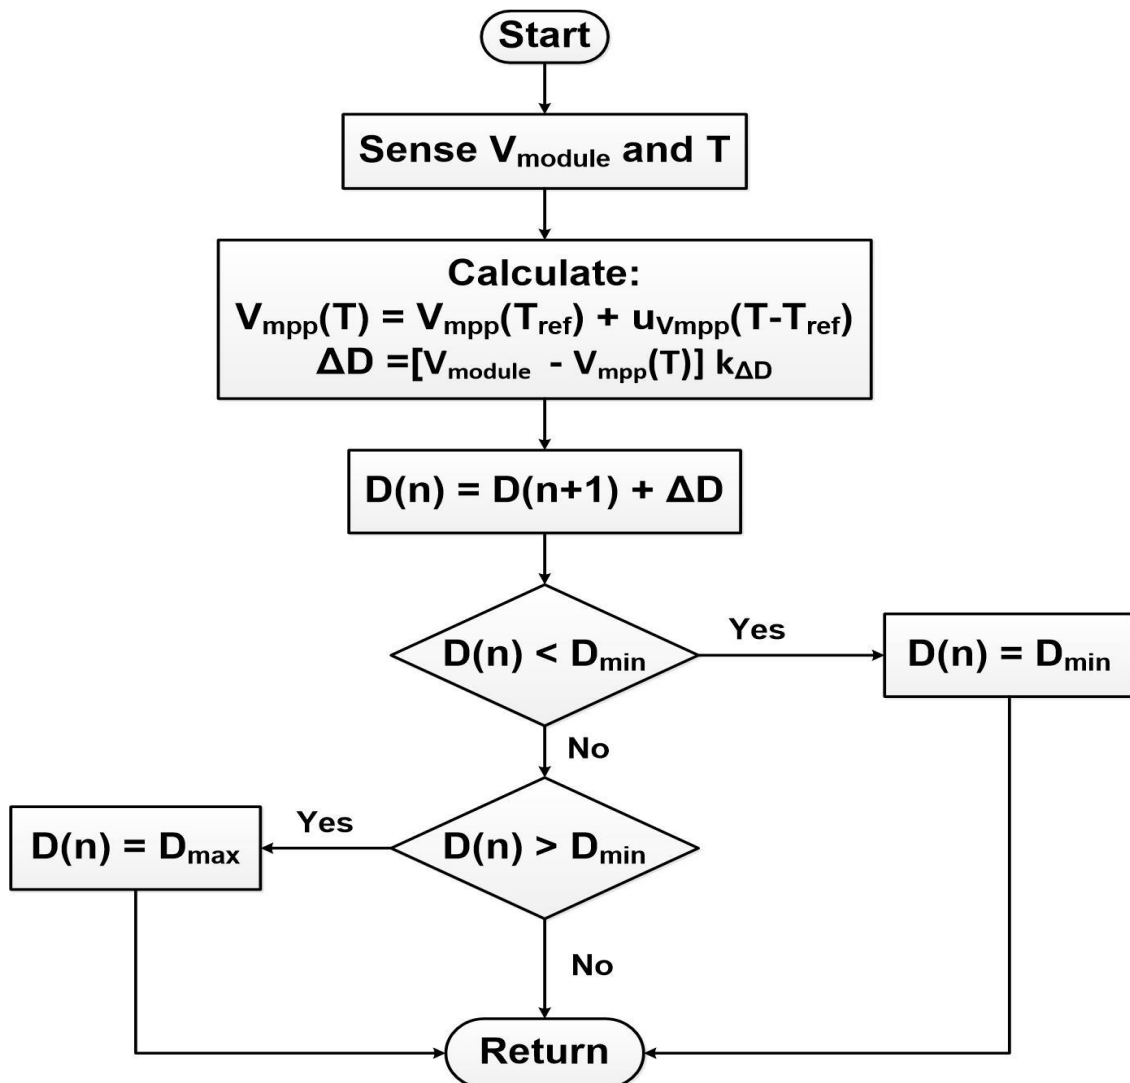 Start
Sense Vmodule and T
Calculate:
Vmpp(T) = Vmpp(Tref) + uVmpp(T-Tref)
ΔD =[Vmodule - Vmpp(T)] kΔD
D(n) = D(n+1) + ΔD
D(n) < Dmin
Yes
D(n) = Dmin
No
D(n) = Dmax
Yes
D(n) > Dmin
No
Return